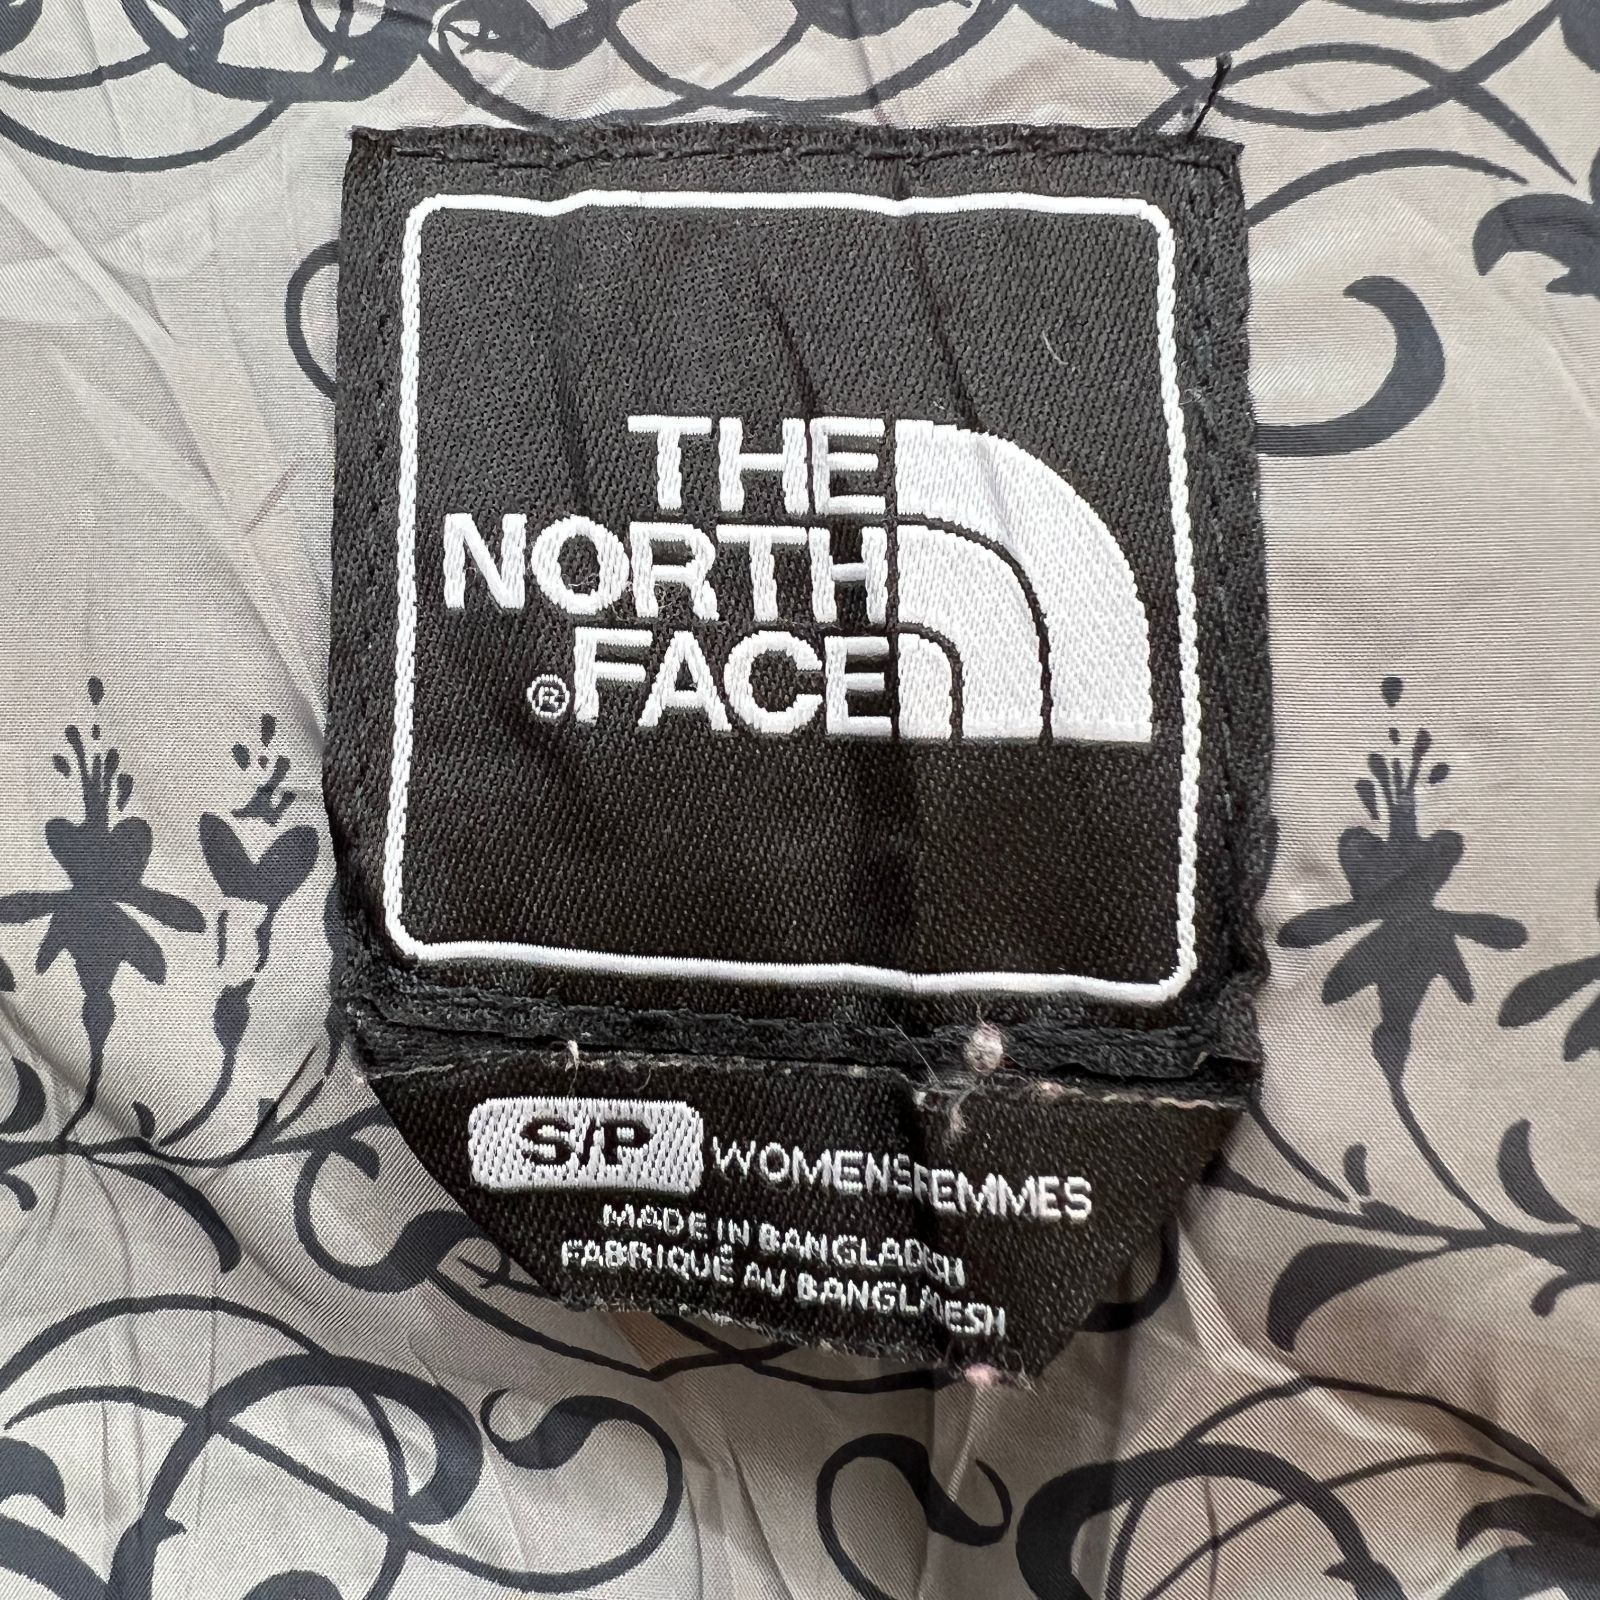 THE
NORTH
® FACE
S/P WOMENS FEMMES
MADE IN BANGLADESH
FABRIQUÉ AU BANGLADESH